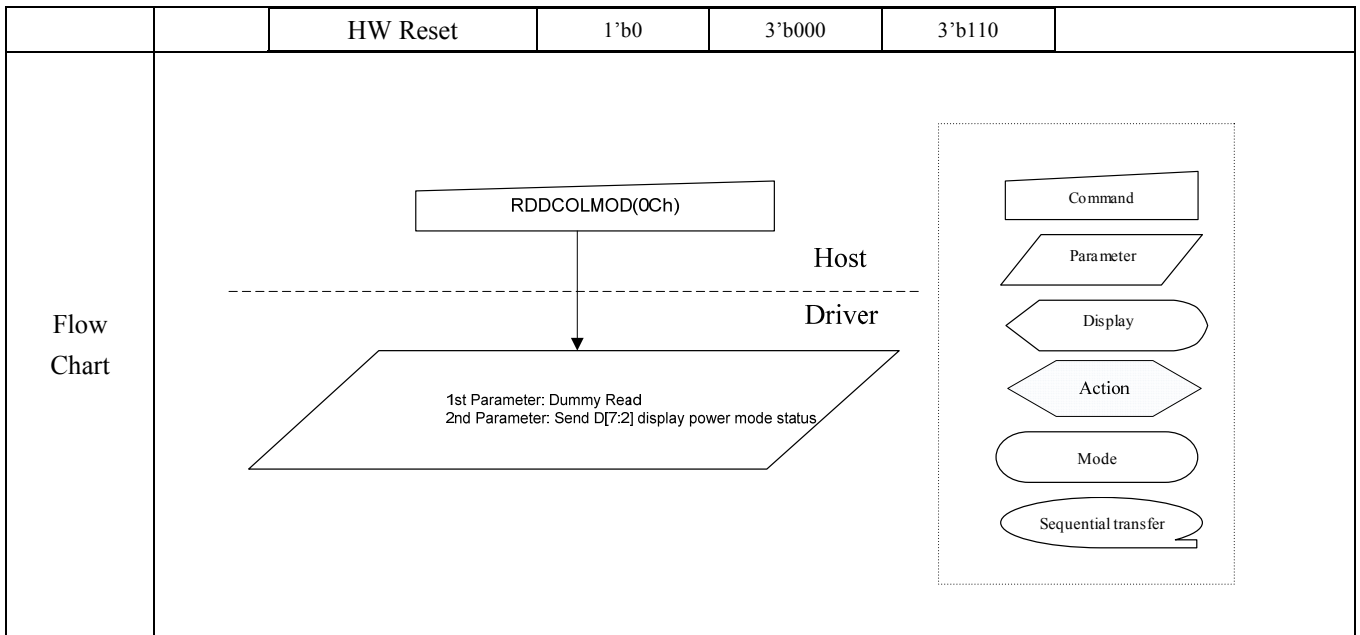 HW Reset 1’b0 3’b000 3’b110
Flow
Chart
RDDCOLMOD(0Ch)
Host
Driver
1st Parameter: Dummy Read
2nd Parameter: Send D[7:2] display power mode status
Command
Parameter
Display
Action
Mode
Sequential transfer